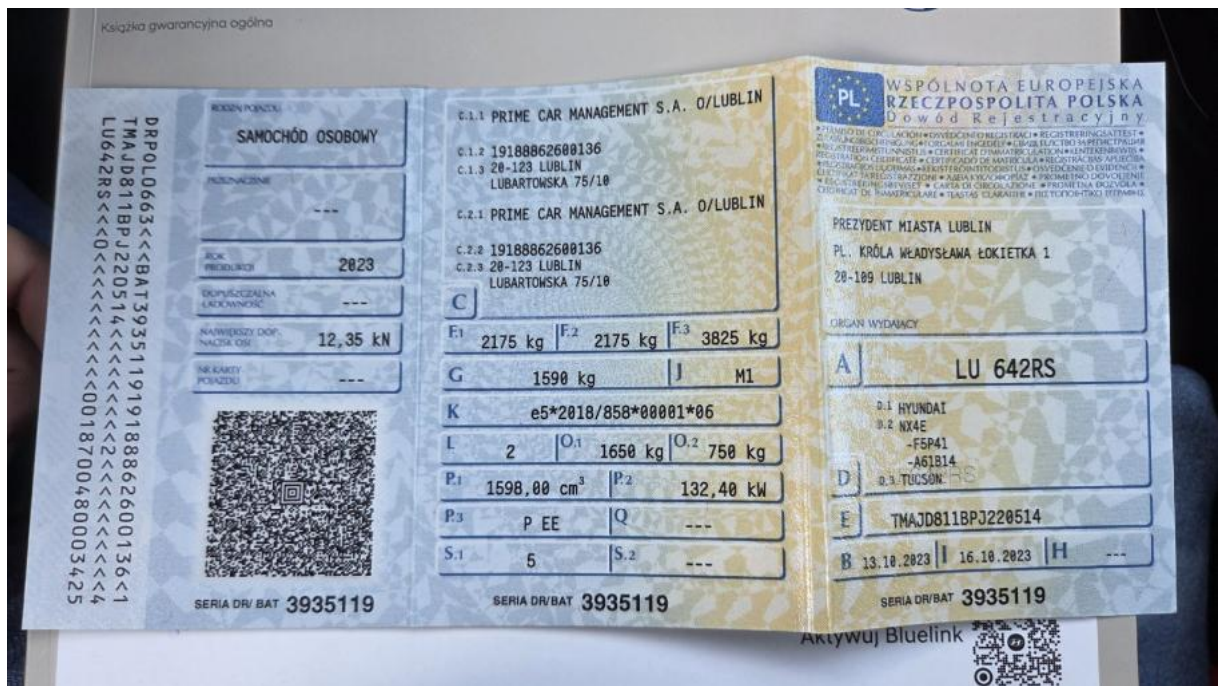 Książka gwarancyjna ogólna
DRPOL0663<<BAT39351191918886260013<1
TMAJD811BPJ220514<<<<<<<2<<<<<<<4
LU642RS<<0<<<<<<<<<<<0018700480003425
RODZAJ POJAZDU
SAMOCHÓD OSOBOWY
PRZEZNACZENIE
---
ROK PRODUKCJI 2023
DOPUSZCZALNA ŁADOWNOŚĆ ---
NAJWIĘKSZY DOP. NACISK OSI 12,35 kN
NR KARTY POJAZDU ---
SERIA DR/ BAT 3935119
C.1.1 PRIME CAR MANAGEMENT S.A. O/LUBLIN
C.1.2 19188862600136
C.1.3 20-123 LUBLIN
LUBARTOWSKA 75/10
C.2.1 PRIME CAR MANAGEMENT S.A. O/LUBLIN
C.2.2 19188862600136
C.2.3 20-123 LUBLIN
LUBARTOWSKA 75/10
C
F.1 2175 kg F.2 2175 kg F.3 3825 kg
G 1590 kg J M1
K e5*2018/858*00001*06
L 2 O.1 1650 kg O.2 750 kg
P.1 1598,00 cm³ P.2 132,40 kW
P.3 P EE Q ---
S.1 5 S.2 ---
SERIA DR/BAT 3935119
PL
WSPÓLNOTA EUROPEJSKA
RZECZPOSPOLITA POLSKA
Dowód Rejestracyjny
PREZYDENT MIASTA LUBLIN
PL. KRÓLA WŁADYSŁAWA ŁOKIETKA 1
20-109 LUBLIN
ORGAN WYDAJĄCY
A LU 642RS
D.1 HYUNDAI
D.2 NX4E
-F5P41
-A61B14
D D.3 TUCSON
E TMAJD811BPJ220514
B 13.10.2023 I 16.10.2023 H ---
SERIA DR/BAT 3935119
Aktywuj Bluelink